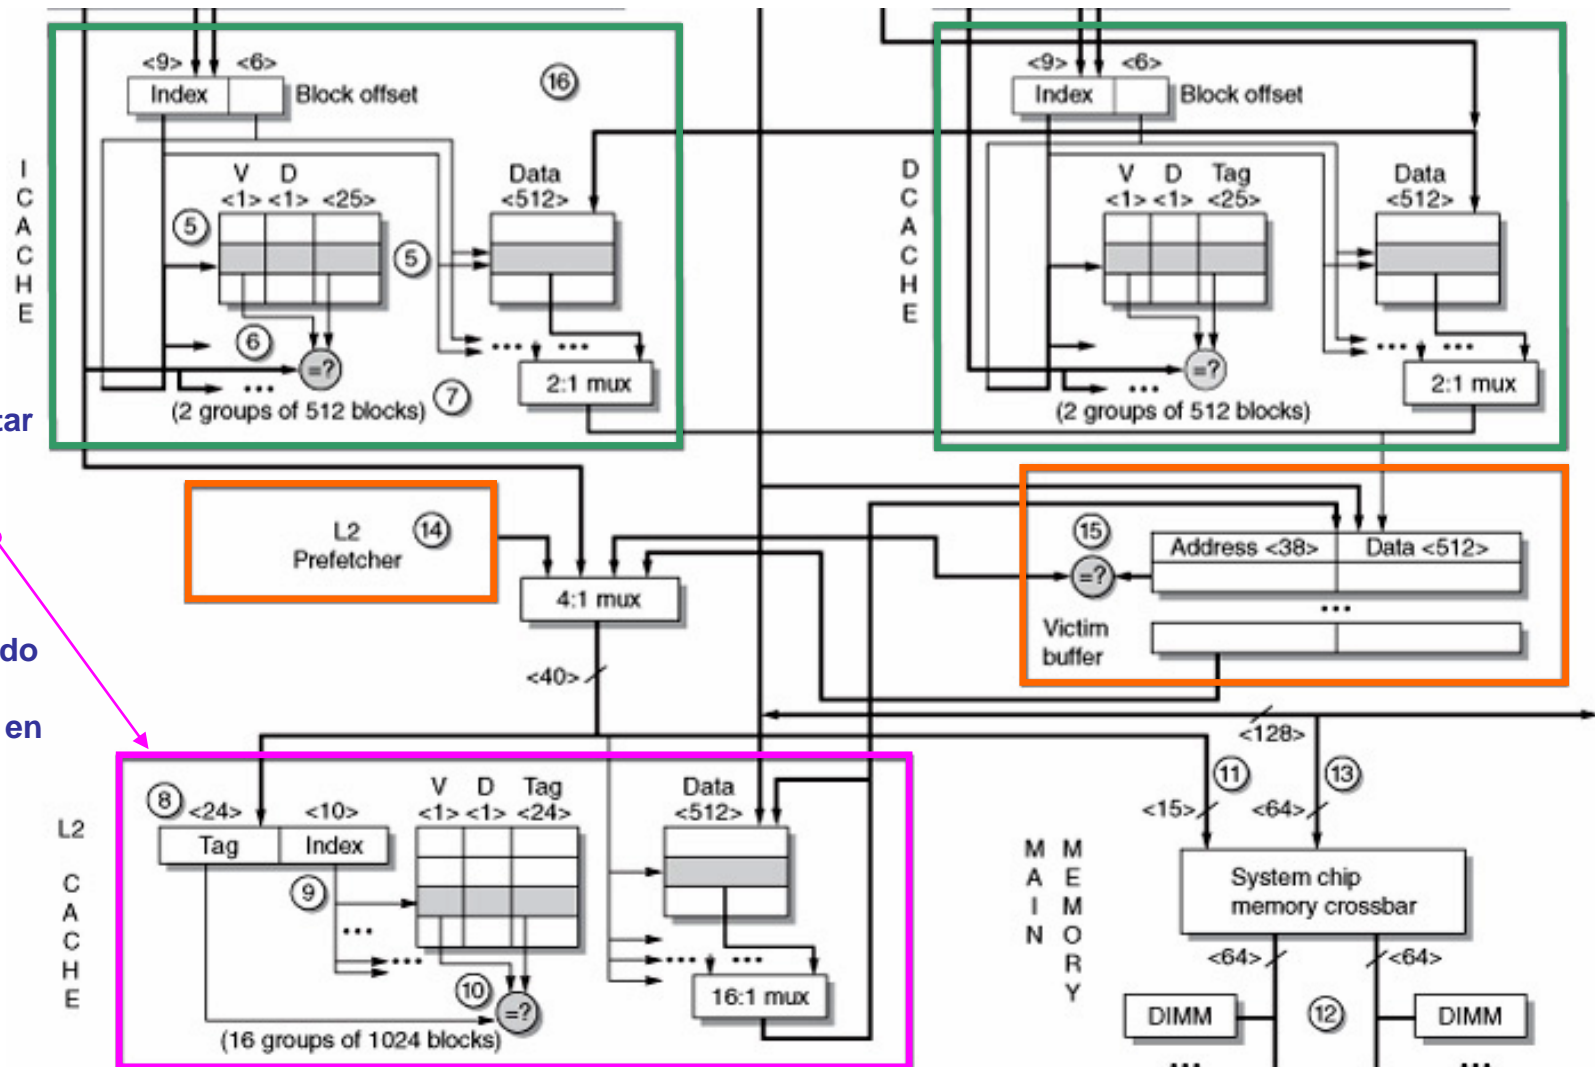 <9> <6>
Index Block offset
16
I CACHE
V D
<1> <1> <25>
Data
<512>
5
5
6
=?
... ...
2:1 mux
...
(2 groups of 512 blocks)
7
<9> <6>
Index Block offset
D CACHE
V D Tag
<1> <1> <25>
Data
<512>
=?
... ...
2:1 mux
...
(2 groups of 512 blocks)
tar
L2
Prefetcher
14
4:1 mux
<40>
15
Address <38> Data <512>
=?
...
Victim
buffer
do
en
<128>
8
<24> <10>
Tag Index
L2 CACHE
V D Tag
<1> <1> <24>
Data
<512>
9
...
...
... ...
10
=?
16:1 mux
(16 groups of 1024 blocks)
MAIN MEMORY
11
13
<15> <64>
System chip
memory crossbar
<64> <64>
DIMM
12
DIMM
... ...